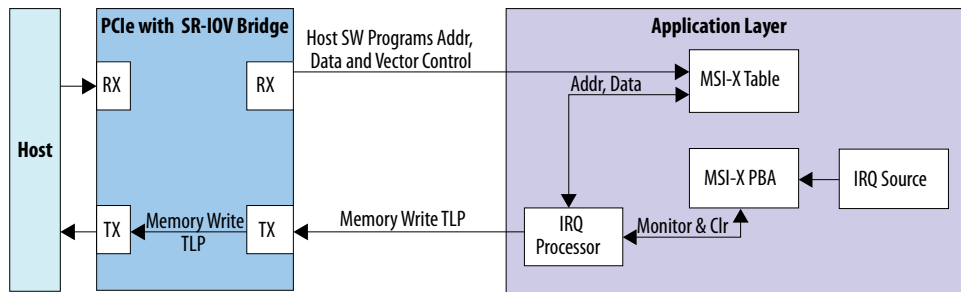 PCIe with SR-IOV Bridge
Application Layer
Host SW Programs Addr,
Data and Vector Control
RX
RX
MSI-X Table
Addr, Data
Host
MSI-X PBA
IRQ Source
TX
Memory Write
TLP
TX
Memory Write TLP
IRQ
Processor
Monitor & Clr